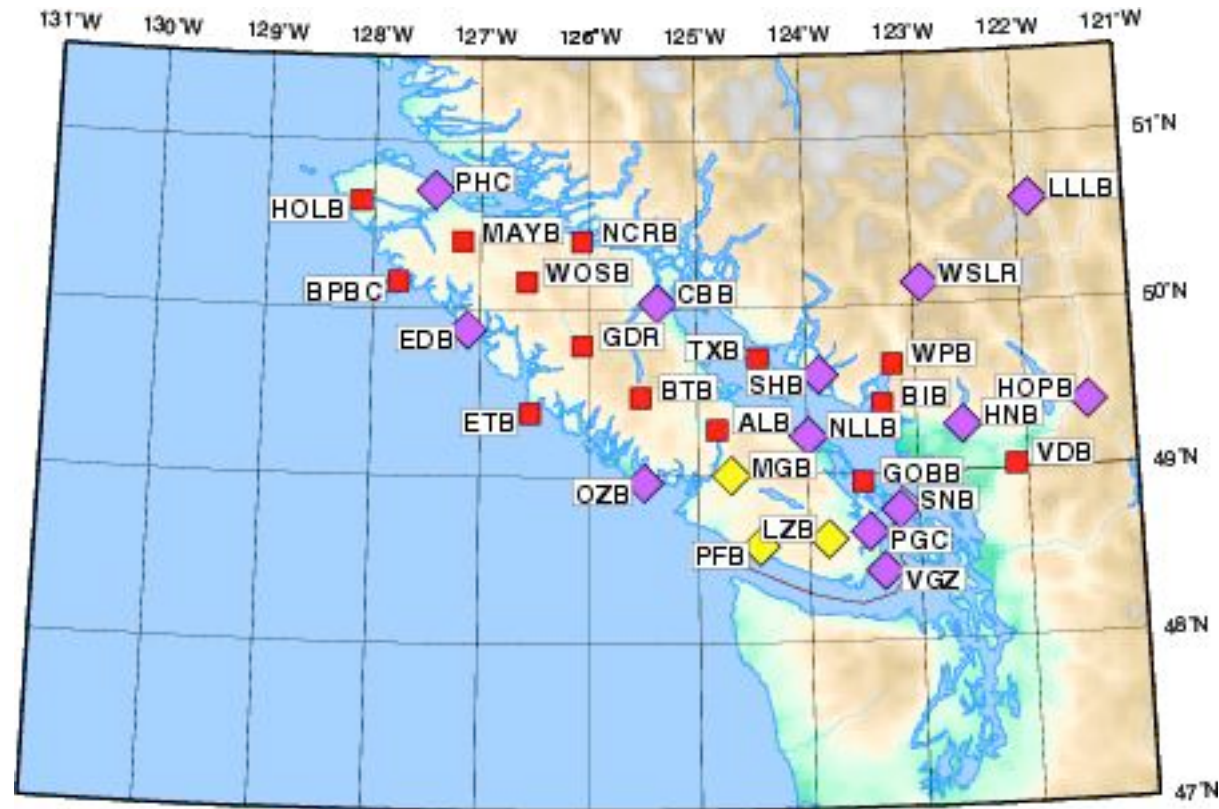 131°W 130°W 128°W 127°W 126°W 125°W 124°W 123°W 122°W 121°W
51°N
PHC
LLLB
HOLB
MAYB
NCRB
WOSB
WSLR
BPBC
CBB
50°N
EDB
GDR
TXB
WPB
SHB
HOPB
BTB
BIB
HNB
ETB
ALB
NLLB
VDB
49°N
MGB
GOBB
OZB
SNB
LZB
PGC
PFB
VGZ
48°N
47°N